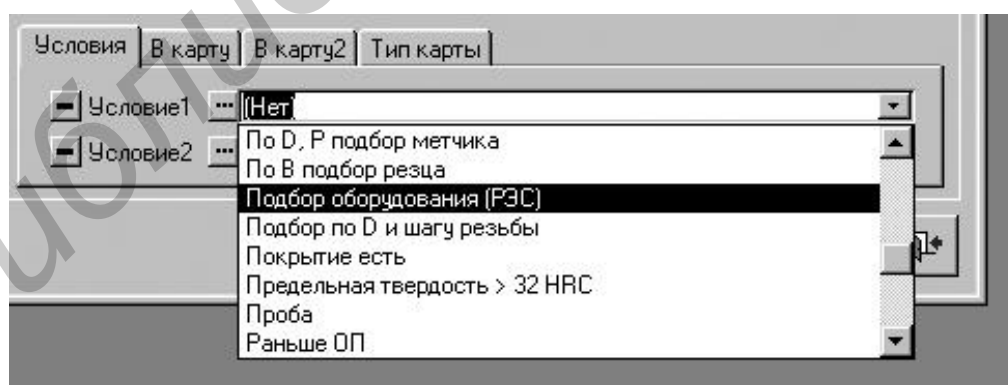 Условия В карту В карту2 Тип карты
Условие1 ... (Нет)
Условие2 ...
По D, P подбор метчика
По В подбор резца
Подбор оборудования (РЭС)
Подбор по D и шагу резьбы
Покрытие есть
Предельная твердость > 32 HRC
Проба
Раньше ОП